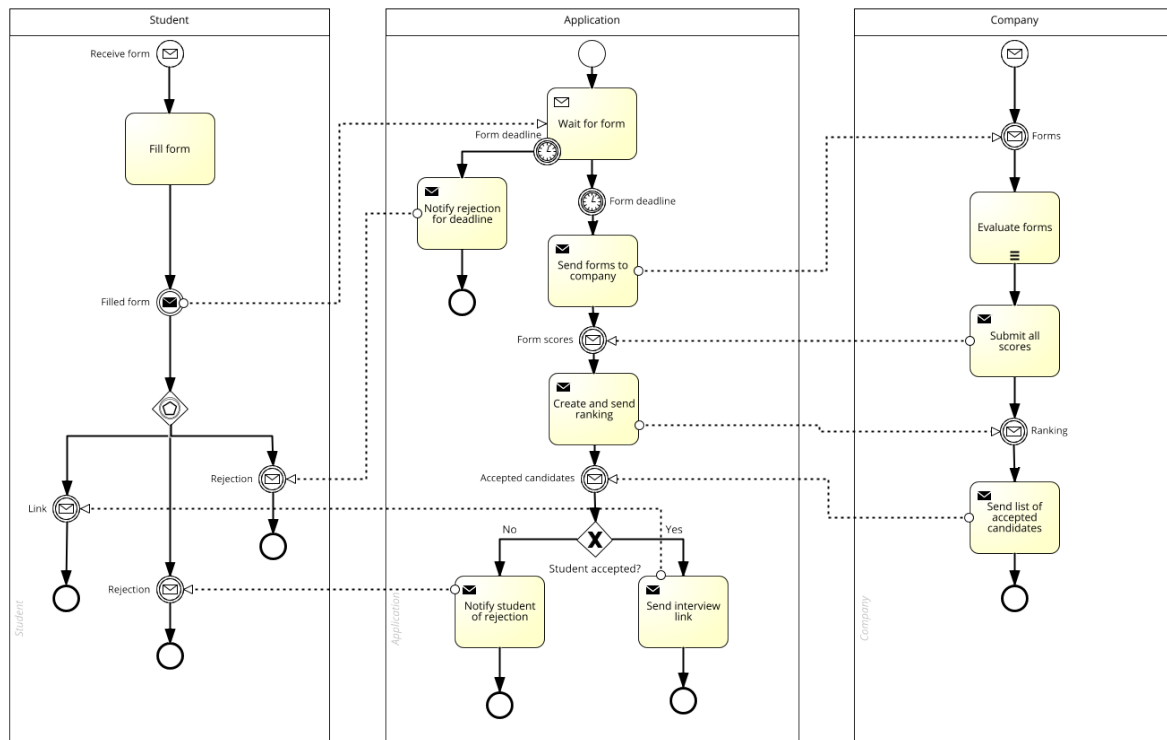 Student
Application
Company
Receive form
Fill form
Wait for form
Form deadline
Forms
Notify rejection
for deadline
Form deadline
Evaluate forms
Send forms to
company
Filled form
Form scores
Submit all
scores
Create and send
ranking
Ranking
Rejection
Accepted candidates
Link
Send list of
accepted
candidates
No
Yes
Student accepted?
Rejection
Notify student
of rejection
Send interview
link
Student
Application
Company